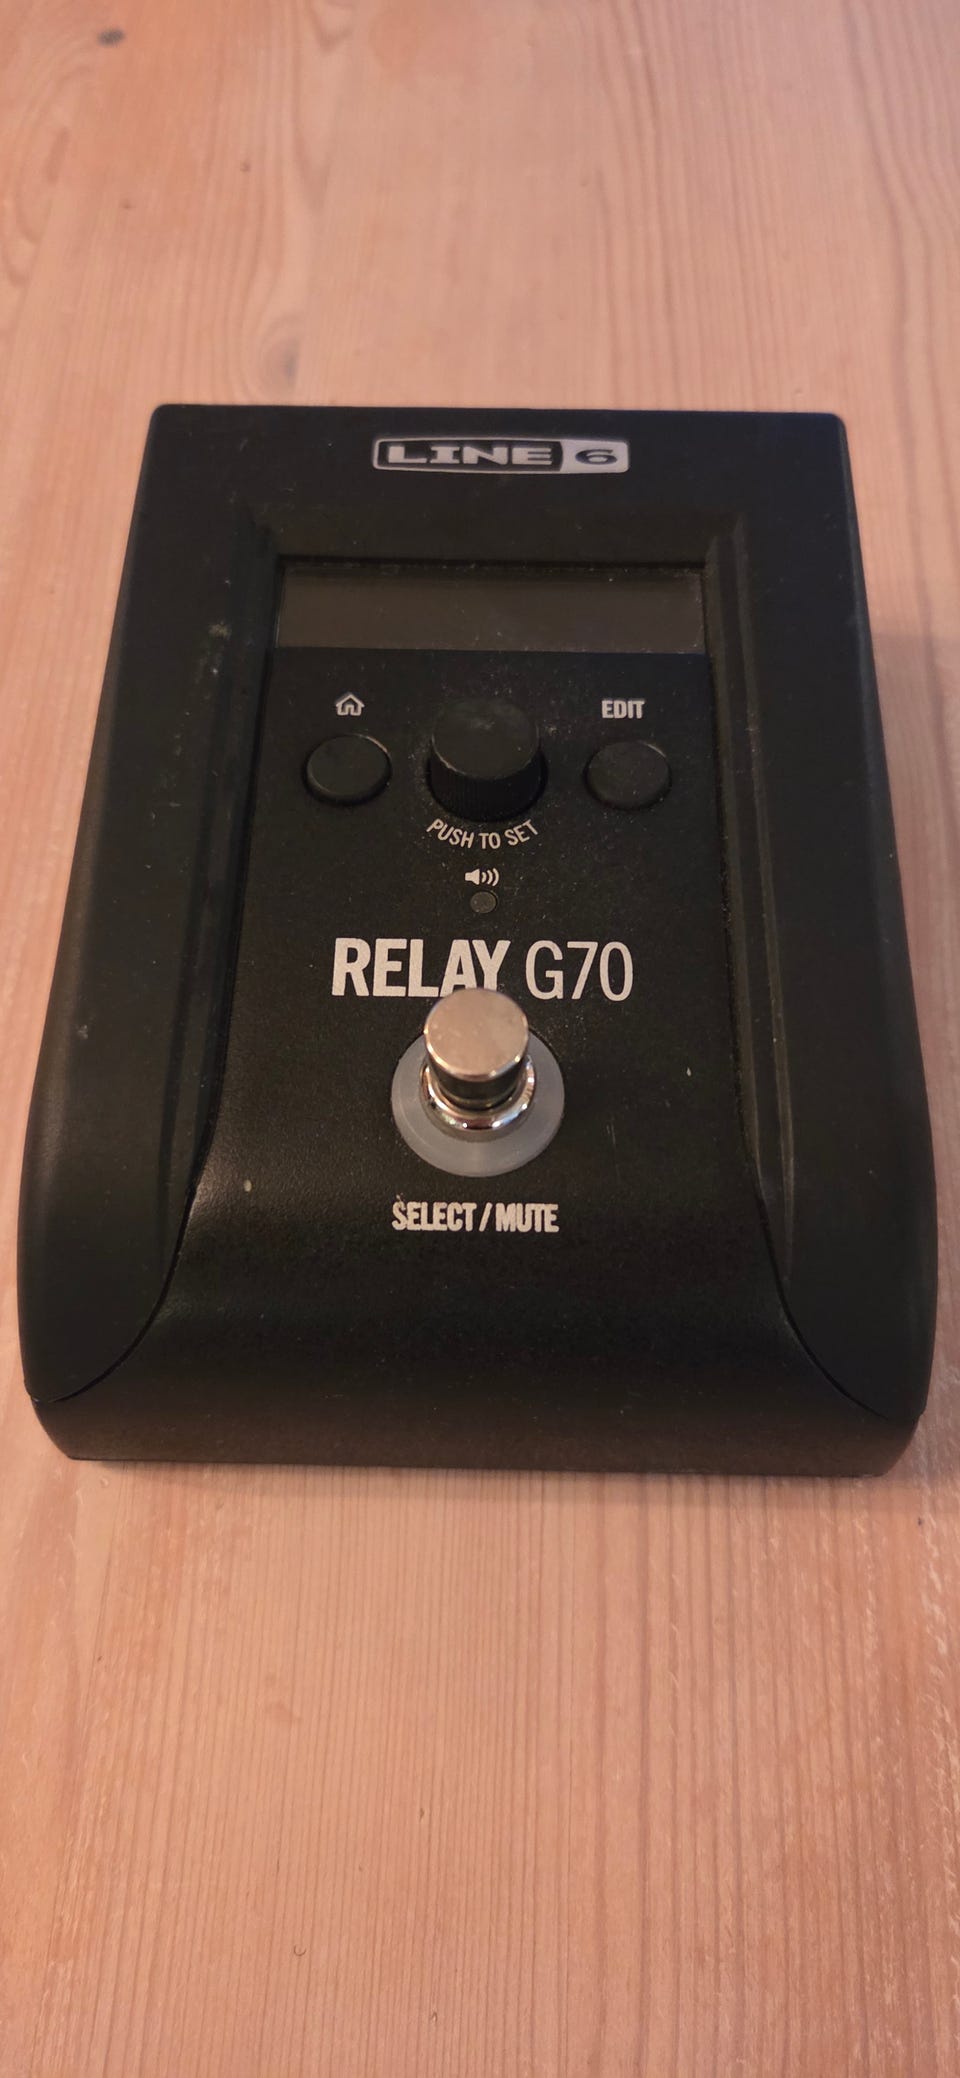 LINE 6
EDIT
PUSH TO SET
RELAY G70
SELECT / MUTE